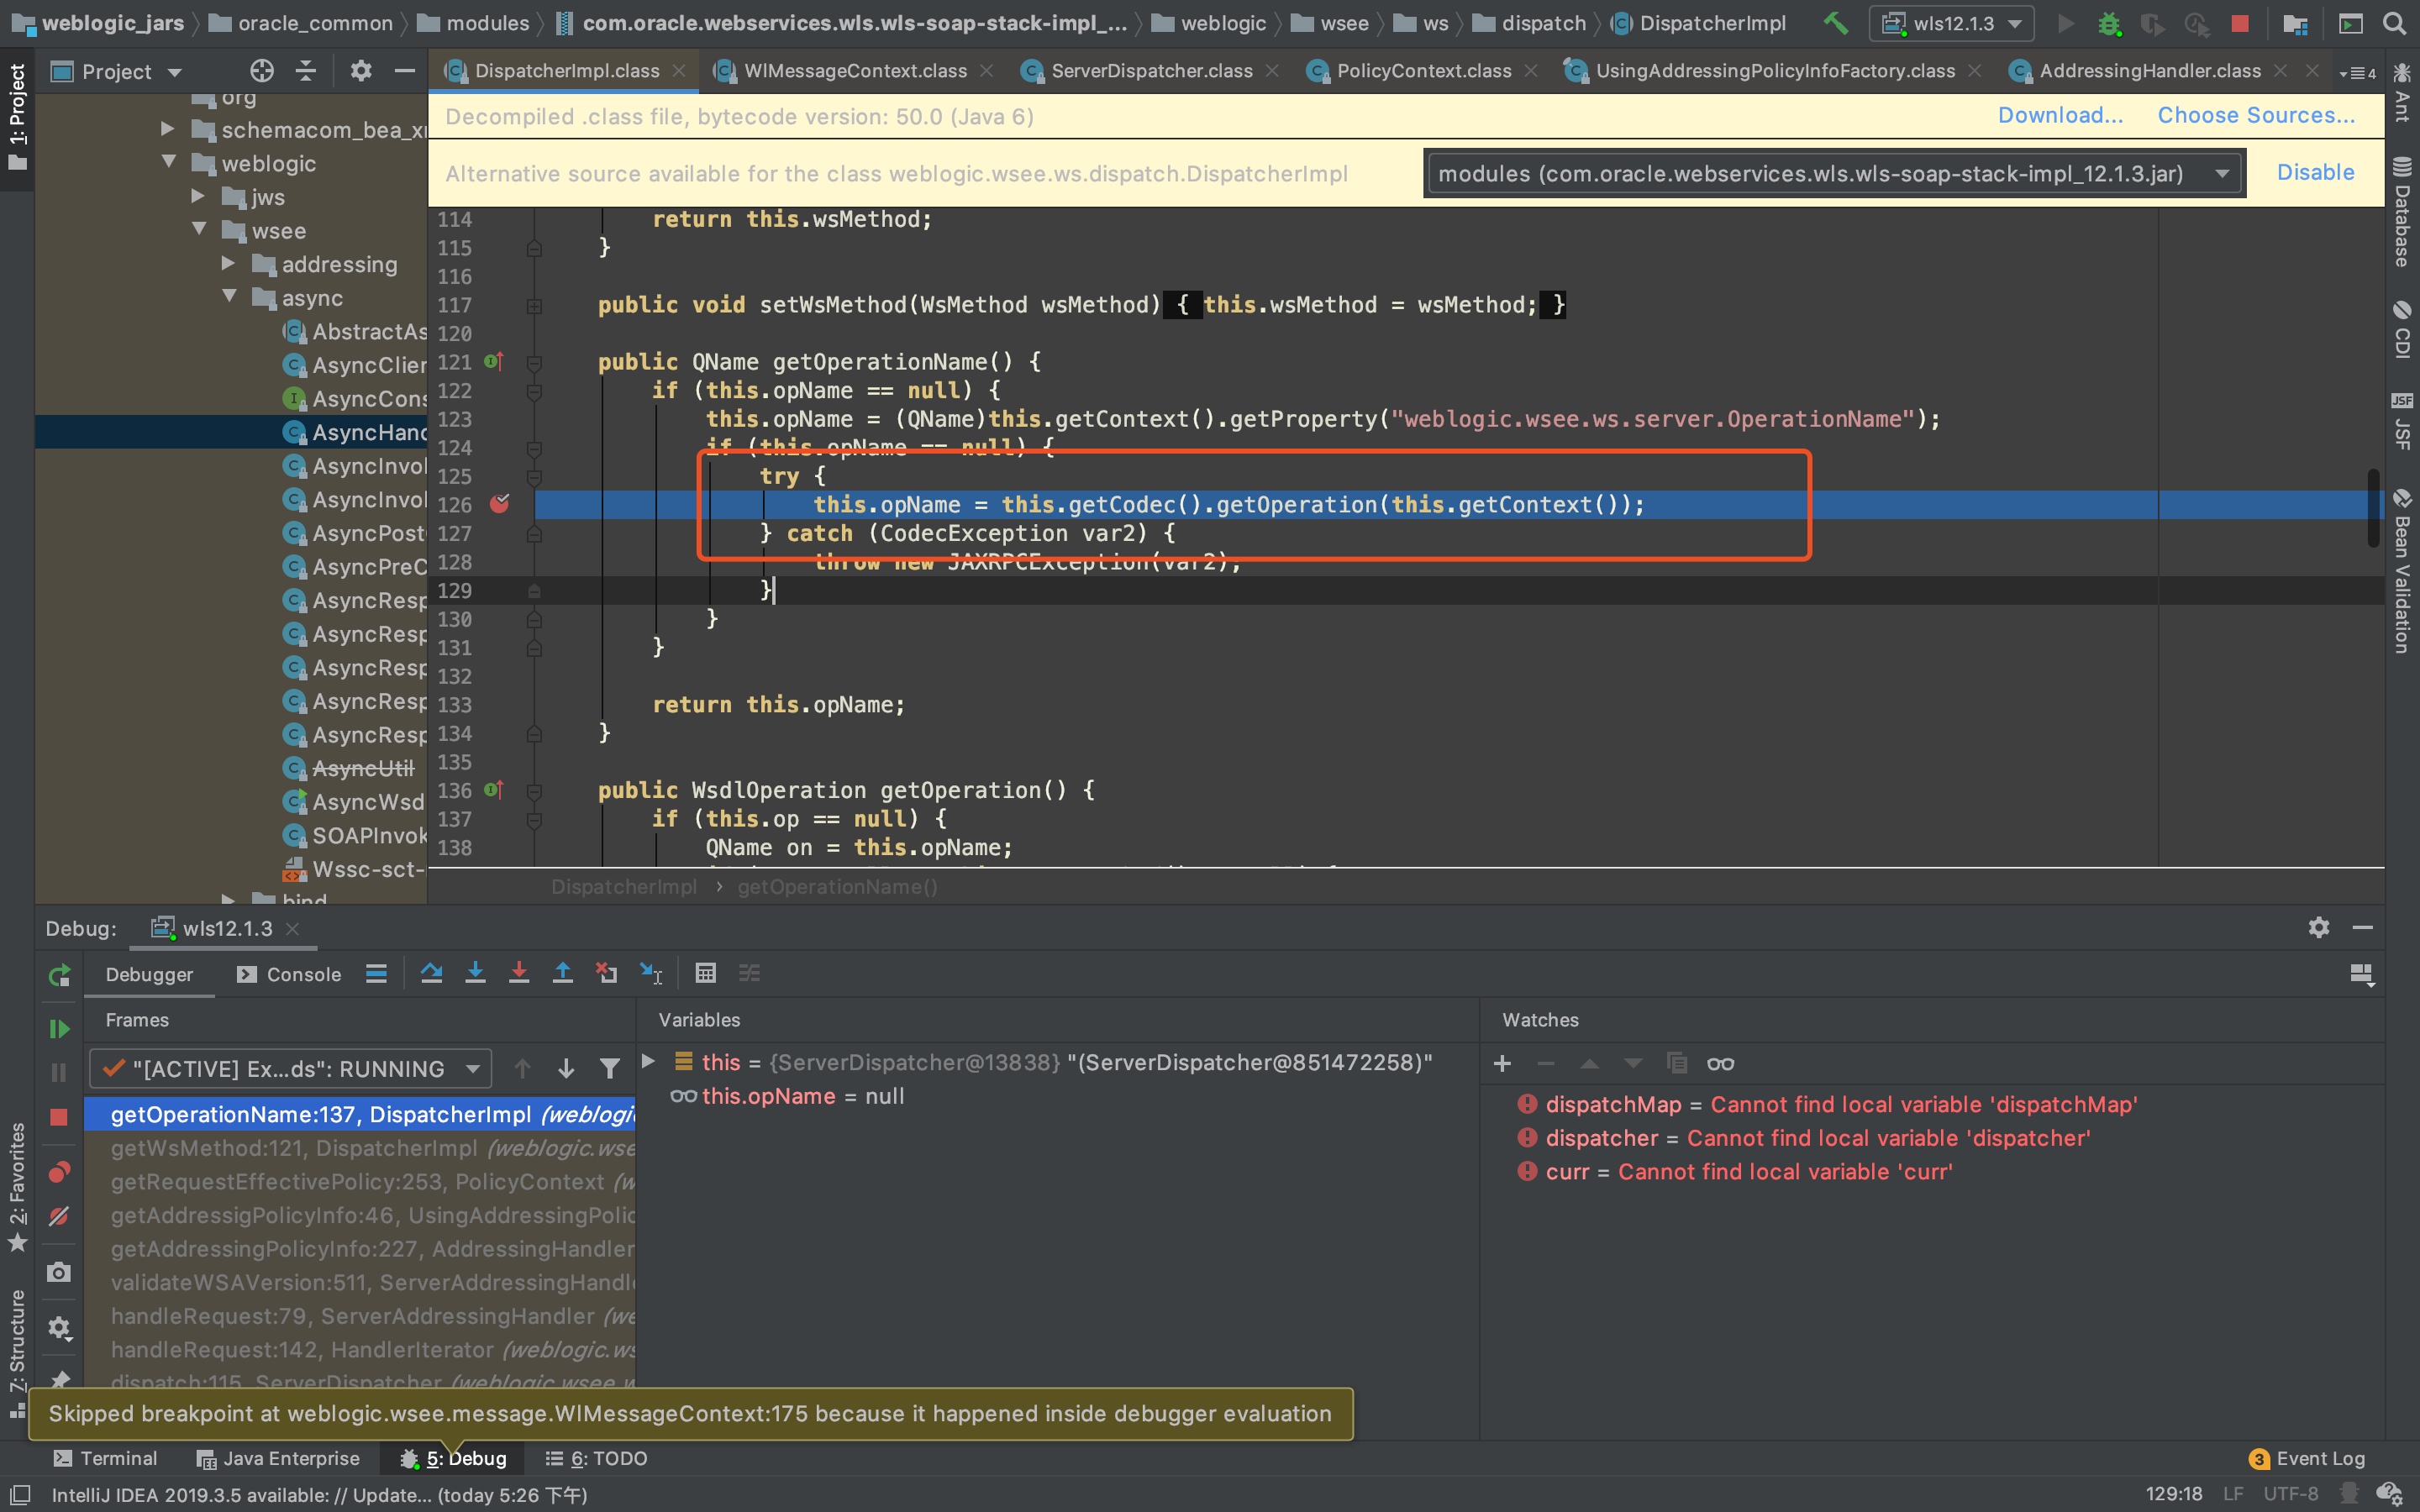 weblogic_jars oracle_common modules com.oracle.webservices.wls.wls-soap-stack-impl_... weblogic wsee ws dispatch DispatcherImpl wls12.1.3
Project
DispatcherImpl.class WlMessageContext.class ServerDispatcher.class PolicyContext.class UsingAddressingPolicyInfoFactory.class AddressingHandler.class 4
1: Project
org
schemacom_bea_x
weblogic
jws
wsee
addressing
async
AbstractAs
AsyncClier
AsyncCons
AsyncHand
AsyncInvol
AsyncInvol
AsyncPost
AsyncPreC
AsyncResp
AsyncResp
AsyncResp
AsyncResp
AsyncResp
AsyncUtil
AsyncWsd
SOAPInvok
Wssc-sct-
bind
Decompiled .class file, bytecode version: 50.0 (Java 6) Download... Choose Sources...
Alternative source available for the class weblogic.wsee.ws.dispatch.DispatcherImpl modules (com.oracle.webservices.wls.wls-soap-stack-impl_12.1.3.jar) Disable
114 return this.wsMethod;
115 }
116
117 public void setWsMethod(WsMethod wsMethod) { this.wsMethod = wsMethod; }
120
121 public QName getOperationName() {
122 if (this.opName == null) {
123 this.opName = (QName)this.getContext().getProperty("weblogic.wsee.ws.server.OperationName");
124 if (this.opName == null) {
125 try {
126 this.opName = this.getCodec().getOperation(this.getContext());
127 } catch (CodecException var2) {
128 throw new JAXRPCException(var2);
129 }
130 }
131 }
132
133 return this.opName;
134 }
135
136 public WsdlOperation getOperation() {
137 if (this.op == null) {
138 QName on = this.opName;
DispatcherImpl › getOperationName()
Ant
Database
CDI
JSF
JSF
Bean Validation
Debug: wls12.1.3
Debugger Console
Frames Variables Watches
"[ACTIVE] Ex...ds": RUNNING
getOperationName:137, DispatcherImpl (weblogi
getWsMethod:121, DispatcherImpl (weblogic.wse
getRequestEffectivePolicy:253, PolicyContext (w
getAddressigPolicyInfo:46, UsingAddressingPolic
getAddressingPolicyInfo:227, AddressingHandler
validateWSAVersion:511, ServerAddressingHandl
handleRequest:79, ServerAddressingHandler (we
handleRequest:142, HandlerIterator (weblogic.ws
dispatch:115, ServerDispatcher (weblogic.wsee.w
this = {ServerDispatcher@13838} "(ServerDispatcher@851472258)"
this.opName = null
dispatchMap = Cannot find local variable 'dispatchMap'
dispatcher = Cannot find local variable 'dispatcher'
curr = Cannot find local variable 'curr'
2: Favorites
Z: Structure
Skipped breakpoint at weblogic.wsee.message.WlMessageContext:175 because it happened inside debugger evaluation
Terminal Java Enterprise 5: Debug 6: TODO 3 Event Log
IntelliJ IDEA 2019.3.5 available: // Update... (today 5:26 下午) 129:18 LF UTF-8